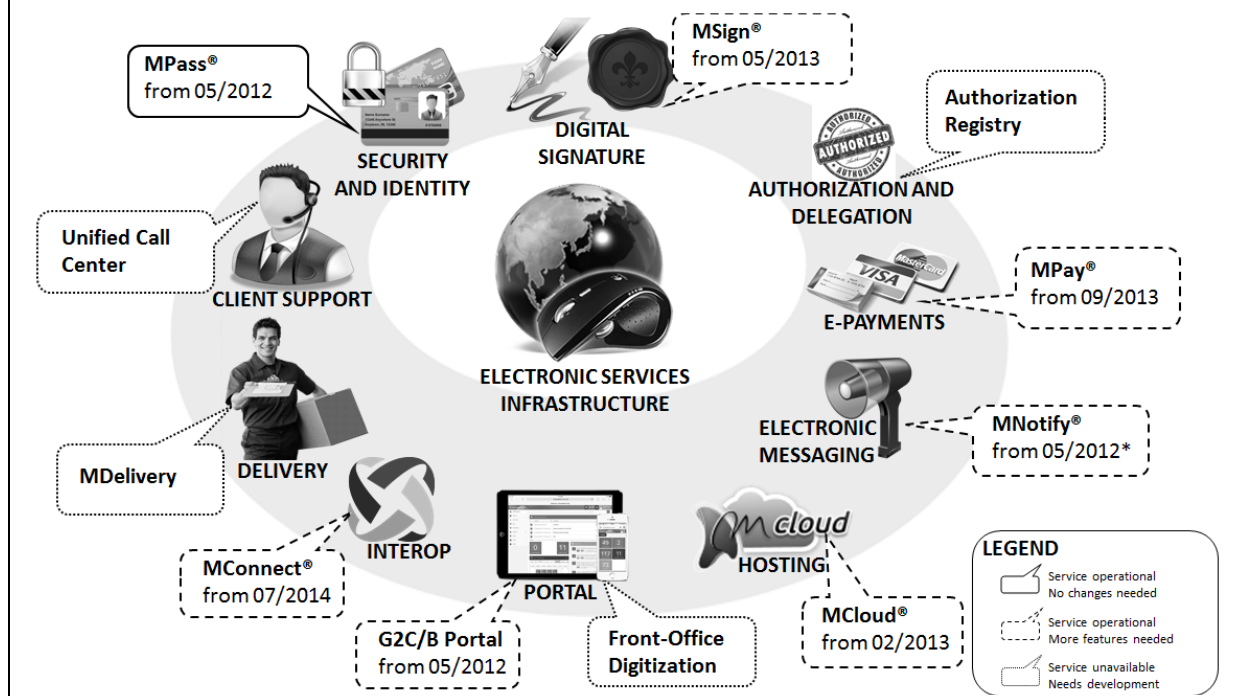 MPass®
from 05/2012
SECURITY
AND IDENTITY
MSign®
from 05/2013
DIGITAL
SIGNATURE
Authorization
Registry
AUTHORIZED
AUTHORIZED
AUTHORIZED
AUTHORIZATION AND
DELEGATION
Unified Call
Center
CLIENT SUPPORT
MPay®
from 09/2013
VISA
MasterCard
E-PAYMENTS
ELECTRONIC SERVICES
INFRASTRUCTURE
MDelivery
DELIVERY
MNotify®
from 05/2012*
ELECTRONIC
MESSAGING
MConnect®
from 07/2014
INTEROP
G2C/B Portal
from 05/2012
PORTAL
Front-Office
Digitization
Mcloud
HOSTING
MCloud®
from 02/2013
LEGEND
Service operational
No changes needed
Service operational
More features needed
Service unavailable
Needs development